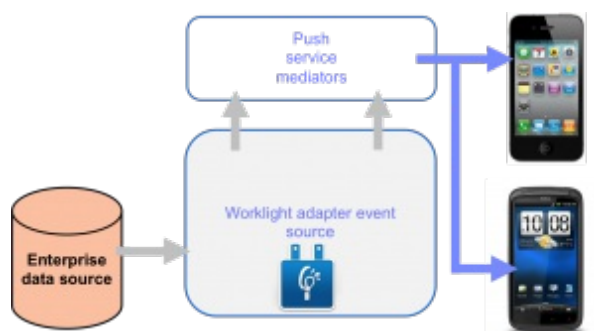 Push
service
mediators
Worklight adapter event
source
Enterprise
data source
10 08